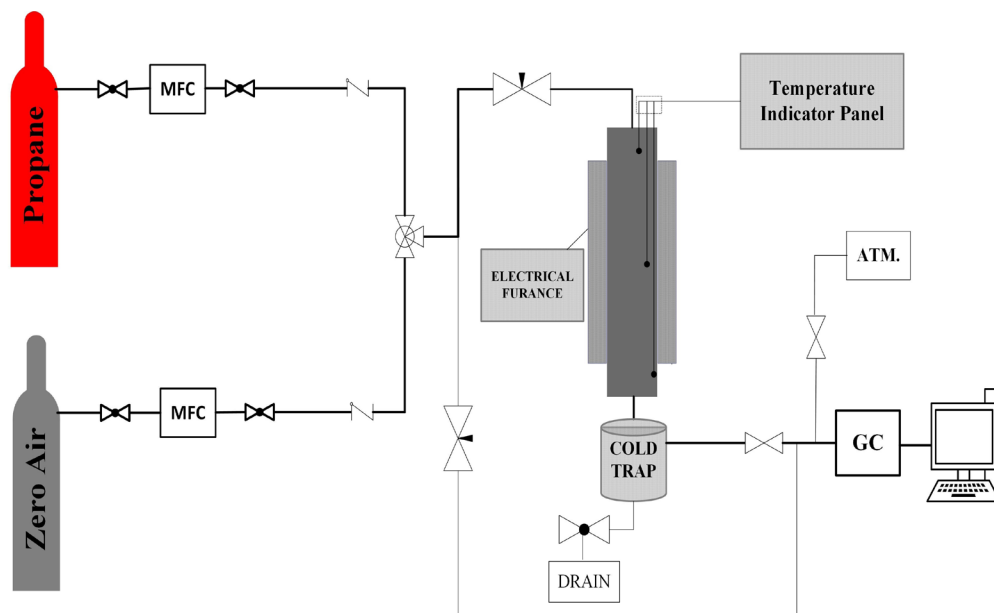 Propane
MFC
Temperature
Indicator Panel
ELECTRICAL
FURANCE
ATM.
Zero Air
MFC
COLD
TRAP
GC
DRAIN